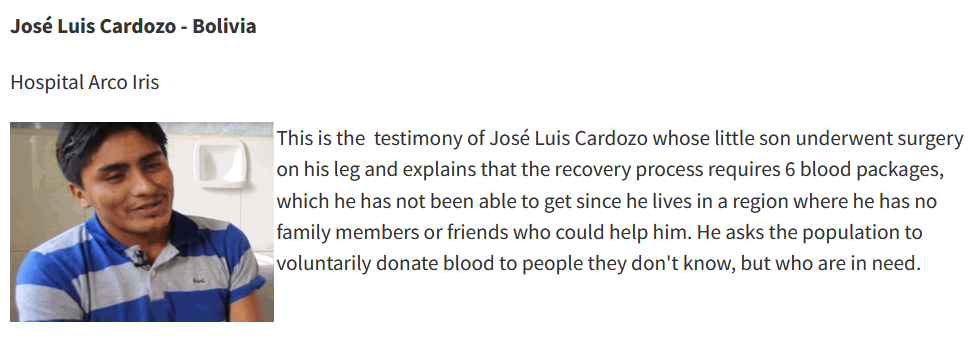 José Luis Cardozo - Bolivia
Hospital Arco Iris
This is the testimony of José Luis Cardozo whose little son underwent surgery
on his leg and explains that the recovery process requires 6 blood packages,
which he has not been able to get since he lives in a region where he has no
family members or friends who could help him. He asks the population to
voluntarily donate blood to people they don't know, but who are in need.